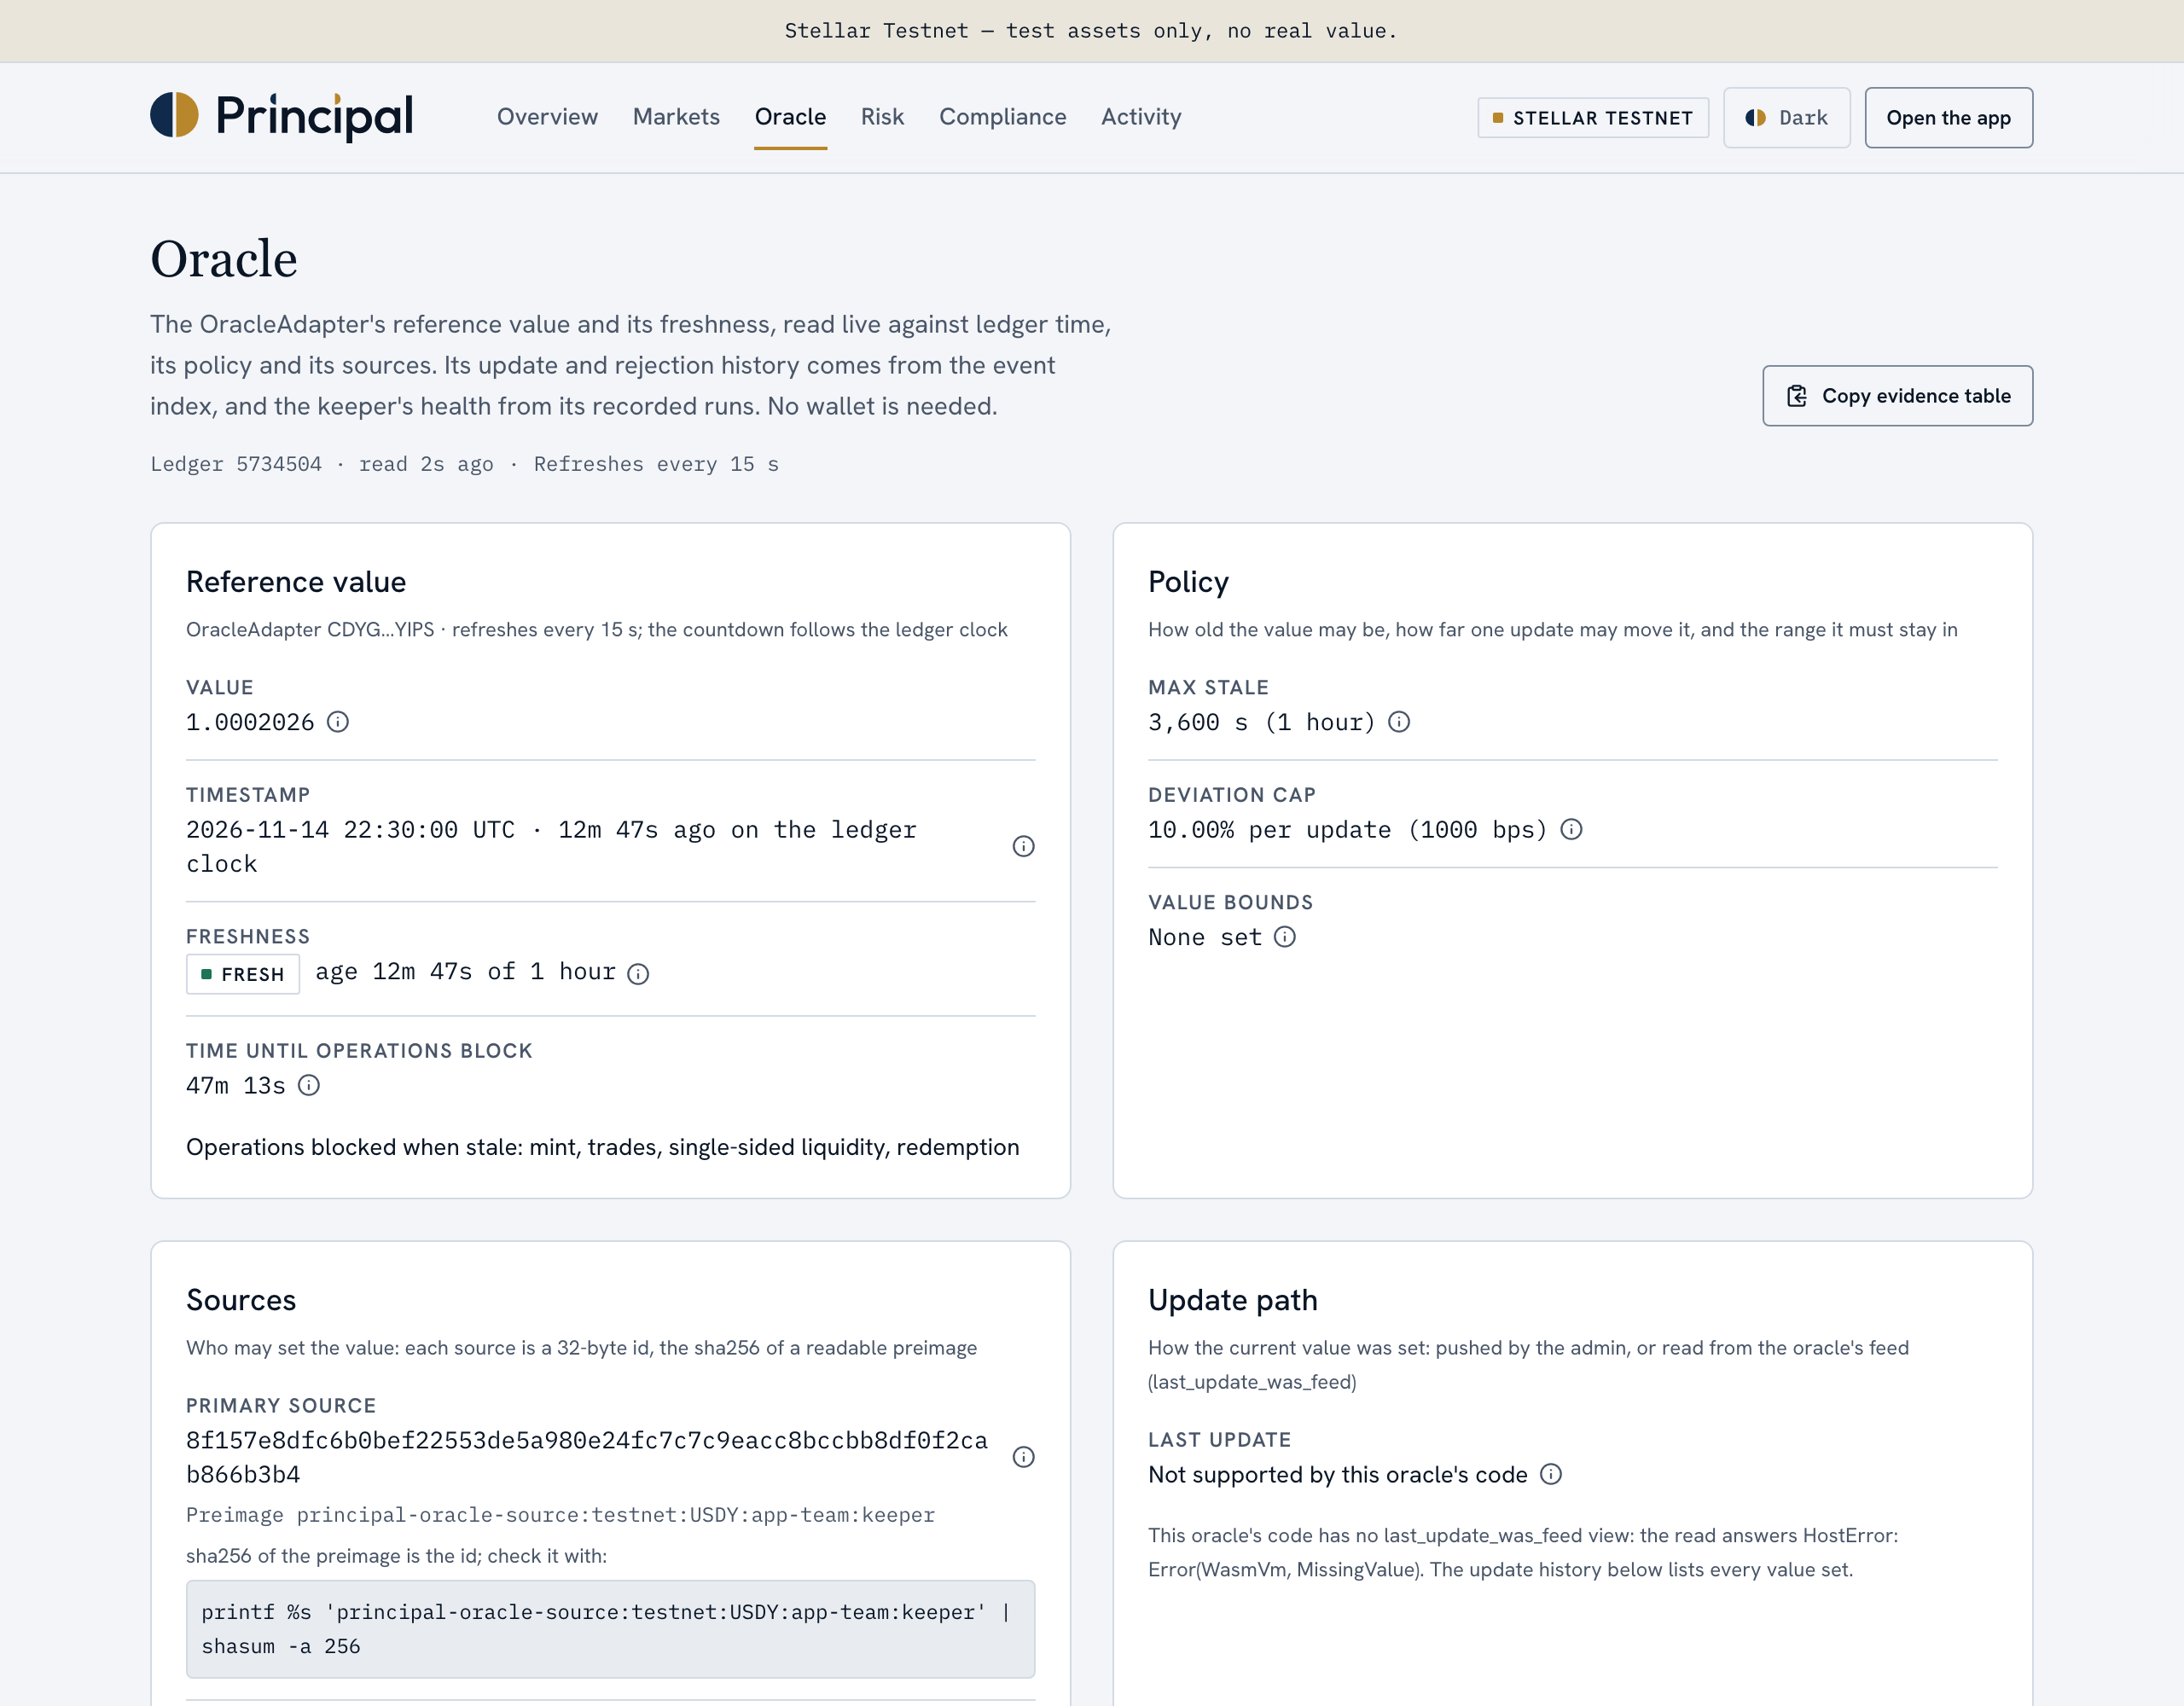 Stellar Testnet — test assets only, no real value.
Principal
Overview
Markets
Oracle
Risk
Compliance
Activity
STELLAR TESTNET
Dark
Open the app
Oracle
The OracleAdapter's reference value and its freshness, read live against ledger time,
its policy and its sources. Its update and rejection history comes from the event
index, and the keeper's health from its recorded runs. No wallet is needed.
Copy evidence table
Ledger 5734504 · read 2s ago · Refreshes every 15 s
Reference value
OracleAdapter CDYG…YIPS · refreshes every 15 s; the countdown follows the ledger clock
VALUE
1.0002026
TIMESTAMP
2026-11-14 22:30:00 UTC · 12m 47s ago on the ledger
clock
FRESHNESS
FRESH age 12m 47s of 1 hour
TIME UNTIL OPERATIONS BLOCK
47m 13s
Operations blocked when stale: mint, trades, single-sided liquidity, redemption
Policy
How old the value may be, how far one update may move it, and the range it must stay in
MAX STALE
3,600 s (1 hour)
DEVIATION CAP
10.00% per update (1000 bps)
VALUE BOUNDS
None set
Sources
Who may set the value: each source is a 32-byte id, the sha256 of a readable preimage
PRIMARY SOURCE
8f157e8dfc6b0bef22553de5a980e24fc7c7c9eacc8bccbb8df0f2ca
b866b3b4
Preimage principal-oracle-source:testnet:USDY:app-team:keeper
sha256 of the preimage is the id; check it with:
printf %s 'principal-oracle-source:testnet:USDY:app-team:keeper' |
shasum -a 256
Update path
How the current value was set: pushed by the admin, or read from the oracle's feed
(last_update_was_feed)
LAST UPDATE
Not supported by this oracle's code
This oracle's code has no last_update_was_feed view: the read answers HostError:
Error(WasmVm, MissingValue). The update history below lists every value set.